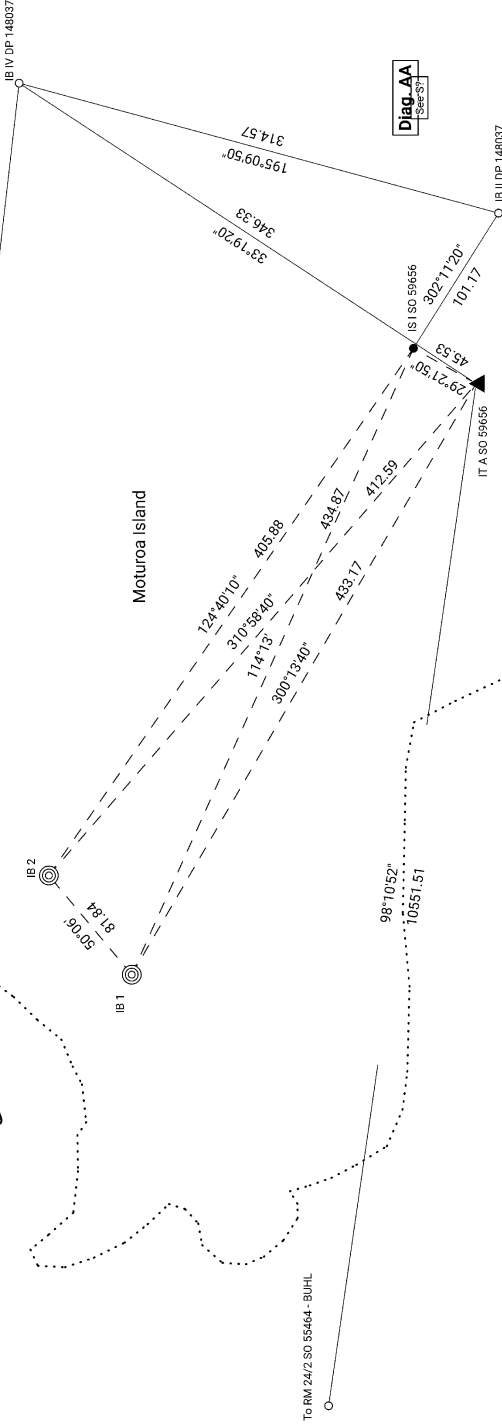 IB IV DP 148037
Diag. AA
See S?
314.57
195°09'50"
346.33
33°19'20"
IB II DP 148037
302°11'20"
101.17
IS I SO 59656
45.53
29°21'50"
IT A SO 59656
Moturoa Island
124°40'10"
405.88
310°58'40"
412.59
114°13'
434.87
300°13'40"
433.17
IB 2
50°06'
81.84
IB 1
98°10'52"
10551.51
To RM 24/2 SO 55464 - BUHL